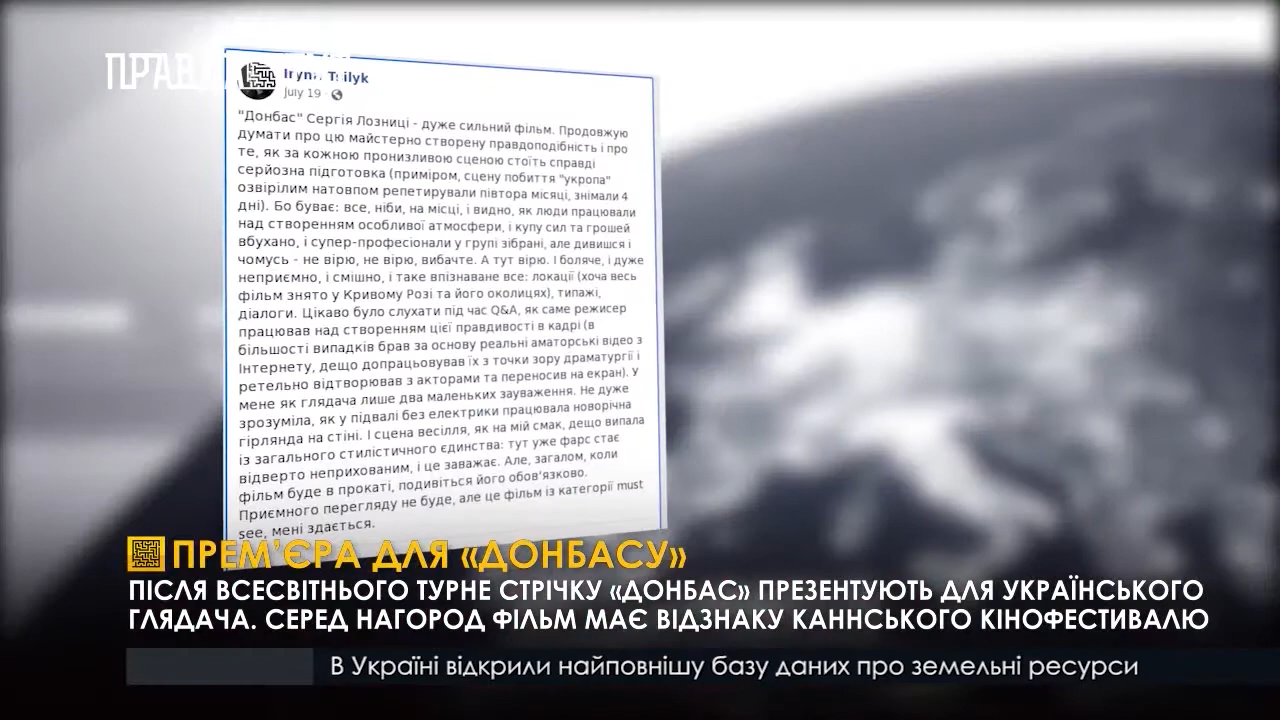 Iryna Tsilyk
July 19
"Донбас" Сергія Лозниці - дуже сильний фільм. Продовжую
думати про цю майстерно створену правдоподібність і про
те, як за кожною пронизливою сценою стоїть справді
серйозна підготовка (приміром, сцену побиття "укропа"
озвірілим натовпом репетирували півтора місяці, знімали 4
дні). Бо буває: все, ніби, на місці, і видно, як люди працювали
над створенням особливої атмосфери, і купу сил та грошей
вбухано, і супер-професіонали у групі зібрані, але дивишся і
чомусь - не вірю, не вірю, вибачте. А тут вірю. І боляче, і дуже
неприємно, і смішно, і таке впізнаване все: локації (хоча весь
фільм знято у Кривому Розі та його околицях), типажі,
діалоги. Цікаво було слухати під час Q&A, як саме режисер
працював над створенням цієї правдивості в кадрі (в
більшості випадків брав за основу реальні аматорські відео з
Інтернету, дещо допрацьовував їх з точки зору драматургії і
ретельно відтворював з акторами та переносив на екран). У
мене як глядача лише два маленьких зауваження. Не дуже
зрозуміла, як у підвалі без електрики працювала новорічна
гірлянда на стіні. І сцена весілля, як на мій смак, дещо випала
із загального стилістичного єдинства: тут уже фарс стає
відверто неприхованим, і це заважає. Але, загалом, коли
фільм буде в прокаті, подивіться його обов'язково.
Приємного перегляду не буде, але це фільм із категорії must
see, мені здається.
ПРЕМ’ЄРА ДЛЯ «ДОНБАСУ»
ПІСЛЯ ВСЕСВІТНЬОГО ТУРНЕ СТРІЧКУ «ДОНБАС» ПРЕЗЕНТУЮТЬ ДЛЯ УКРАЇНСЬКОГО
ГЛЯДАЧА. СЕРЕД НАГОРОД ФІЛЬМ МАЄ ВІДЗНАКУ КАННСЬКОГО КІНОФЕСТИВАЛЮ
В Україні відкрили найповнішу базу даних про земельні ресурси